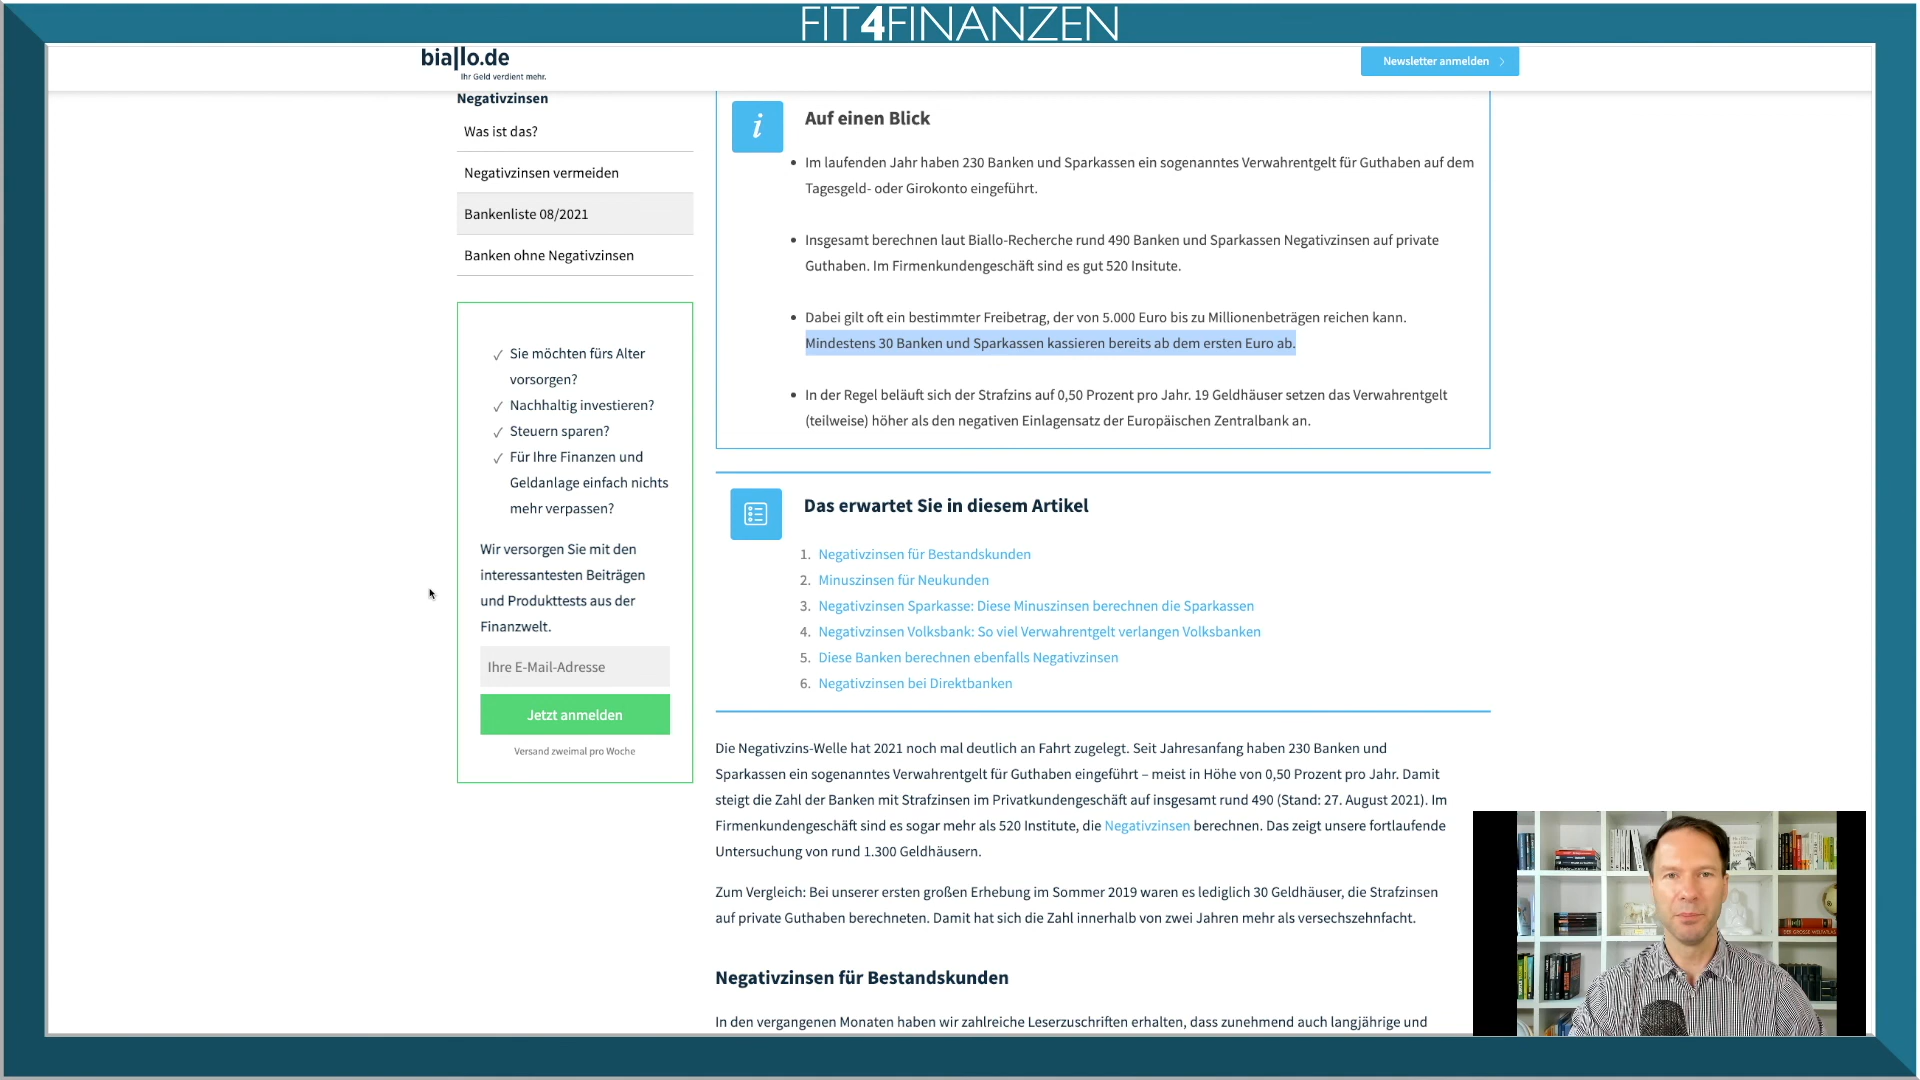 FIT4FINANZEN
biallo.de
Ihr Geld verdient mehr.
Newsletter anmelden
Negativzinsen
Was ist das?
Negativzinsen vermeiden
Bankenliste 08/2021
Banken ohne Negativzinsen
Sie möchten fürs Alter
vorsorgen?
Nachhaltig investieren?
Steuern sparen?
Für Ihre Finanzen und
Geldanlage einfach nichts
mehr verpassen?
Wir versorgen Sie mit den
interessantesten Beiträgen
und Produkttests aus der
Finanzwelt.
Ihre E-Mail-Adresse
Jetzt anmelden
Versand zweimal pro Woche
i
Auf einen Blick
Im laufenden Jahr haben 230 Banken und Sparkassen ein sogenanntes Verwahrentgelt für Guthaben auf dem
Tagesgeld- oder Girokonto eingeführt.
Insgesamt berechnen laut Biallo-Recherche rund 490 Banken und Sparkassen Negativzinsen auf private
Guthaben. Im Firmenkundengeschäft sind es gut 520 Insitute.
Dabei gilt oft ein bestimmter Freibetrag, der von 5.000 Euro bis zu Millionenbeträgen reichen kann.
Mindestens 30 Banken und Sparkassen kassieren bereits ab dem ersten Euro ab.
In der Regel beläuft sich der Strafzins auf 0,50 Prozent pro Jahr. 19 Geldhäuser setzen das Verwahrentgelt
(teilweise) höher als den negativen Einlagensatz der Europäischen Zentralbank an.
Das erwartet Sie in diesem Artikel
1. Negativzinsen für Bestandskunden
2. Minuszinsen für Neukunden
3. Negativzinsen Sparkasse: Diese Minuszinsen berechnen die Sparkassen
4. Negativzinsen Volksbank: So viel Verwahrentgelt verlangen Volksbanken
5. Diese Banken berechnen ebenfalls Negativzinsen
6. Negativzinsen bei Direktbanken
Die Negativzins-Welle hat 2021 noch mal deutlich an Fahrt zugelegt. Seit Jahresanfang haben 230 Banken und
Sparkassen ein sogenanntes Verwahrentgelt für Guthaben eingeführt – meist in Höhe von 0,50 Prozent pro Jahr. Damit
steigt die Zahl der Banken mit Strafzinsen im Privatkundengeschäft auf insgesamt rund 490 (Stand: 27. August 2021). Im
Firmenkundengeschäft sind es sogar mehr als 520 Institute, die Negativzinsen berechnen. Das zeigt unsere fortlaufende
Untersuchung von rund 1.300 Geldhäusern.
Zum Vergleich: Bei unserer ersten großen Erhebung im Sommer 2019 waren es lediglich 30 Geldhäuser, die Strafzinsen
auf private Guthaben berechneten. Damit hat sich die Zahl innerhalb von zwei Jahren mehr als versechszehnfacht.
Negativzinsen für Bestandskunden
In den vergangenen Monaten haben wir zahlreiche Leserzuschriften erhalten, dass zunehmend auch langjährige und
DER GROSSE WELTATLAS